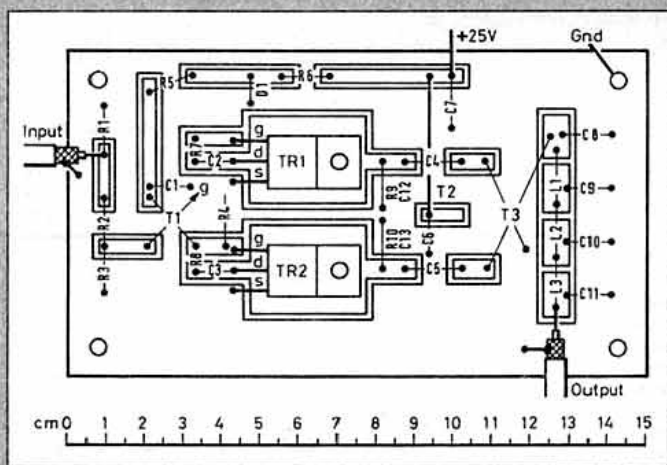 +25V
Gnd
R5
D1
R6
C7
Input
R1
R7
g
C2
d
TR1
s
C4
C8
C1
g
R9
C12
T2
T3
L1
C9
R2
T1
R4
R10
C13
L2
C10
R3
R8
g
C3
d
TR2
s
C6
C5
L3
C11
Output
cm 0 1 2 3 4 5 6 7 8 9 10 11 12 13 14 15